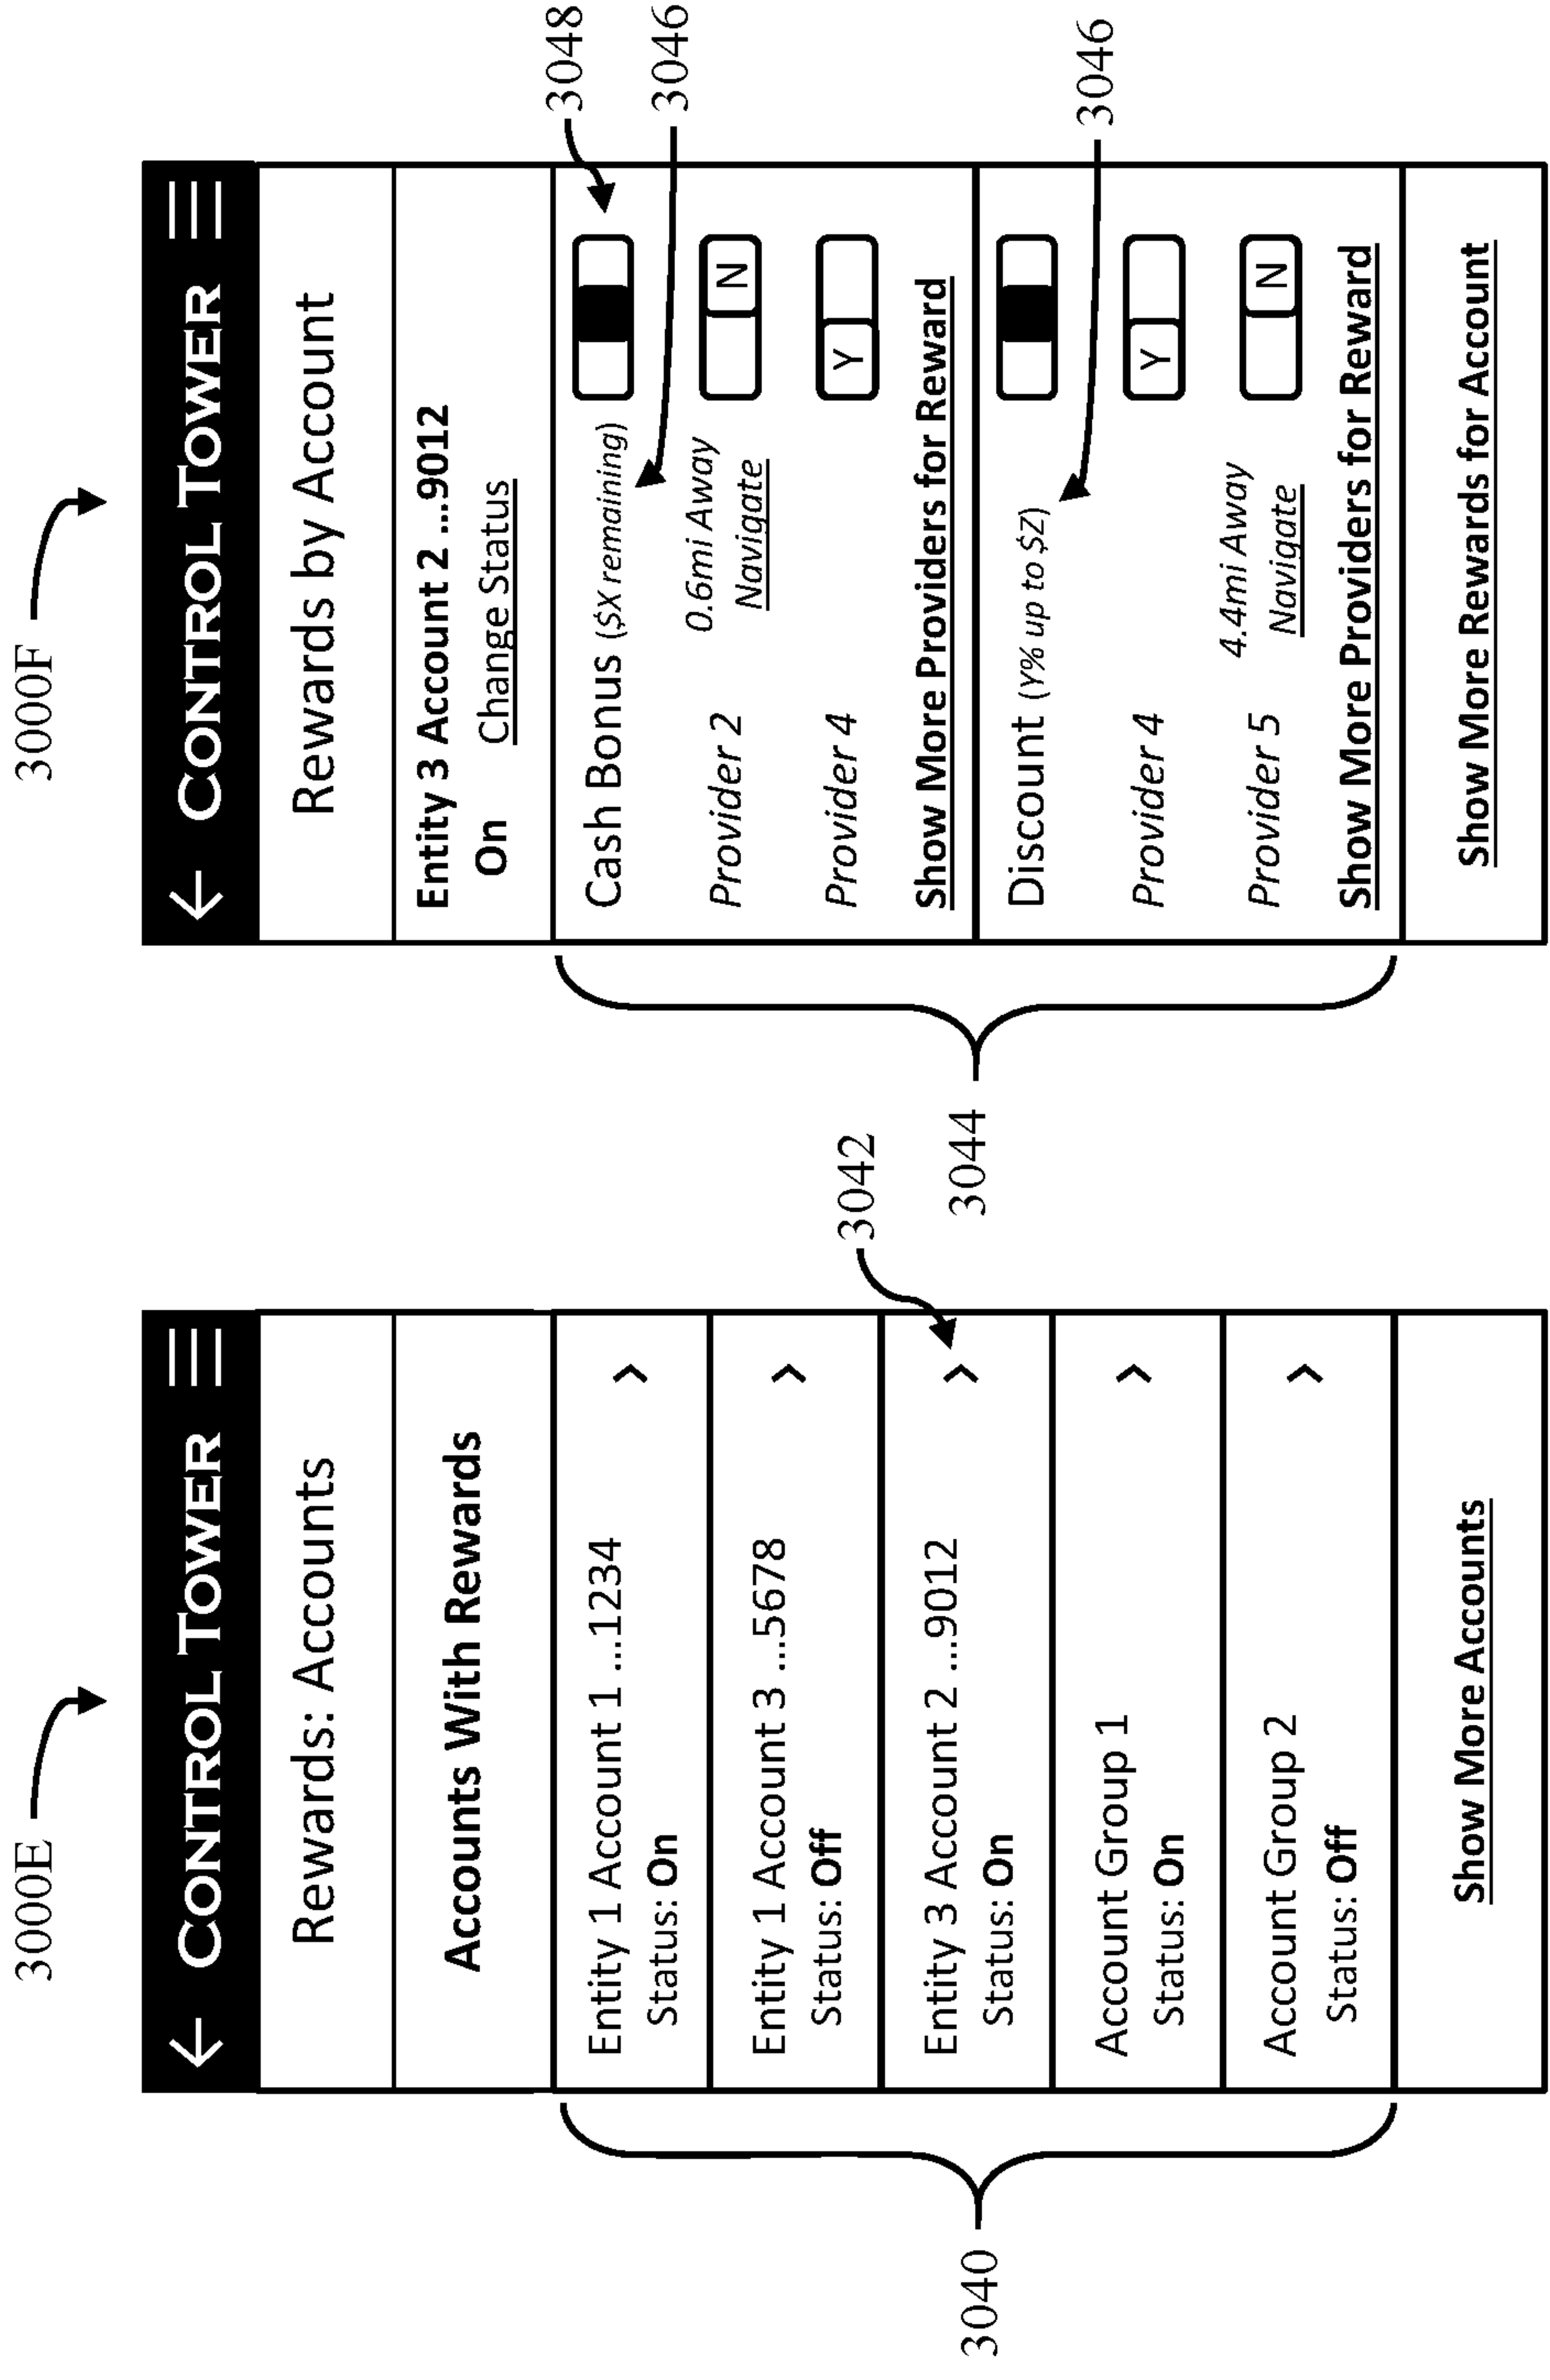 3000E
CONTROL TOWER
Rewards: Accounts
Accounts With Rewards
Entity 1 Account 1 ...1234
Status: On
Entity 1 Account 3 ...5678
Status: Off
Entity 3 Account 2 ...9012
Status: On
Account Group 1
Status: On
Account Group 2
Status: Off
Show More Accounts
3040
3042
3000F
CONTROL TOWER
Rewards by Account
Entity 3 Account 2 ...9012
On Change Status
Cash Bonus ($X remaining)
Provider 2 0.6mi Away N
Navigate
Provider 4 Y
Show More Providers for Reward
Discount (Y% up to $Z)
Provider 4 Y
Provider 5 4.4mi Away N
Navigate
Show More Providers for Reward
Show More Rewards for Account
3044
3048
3046
3046